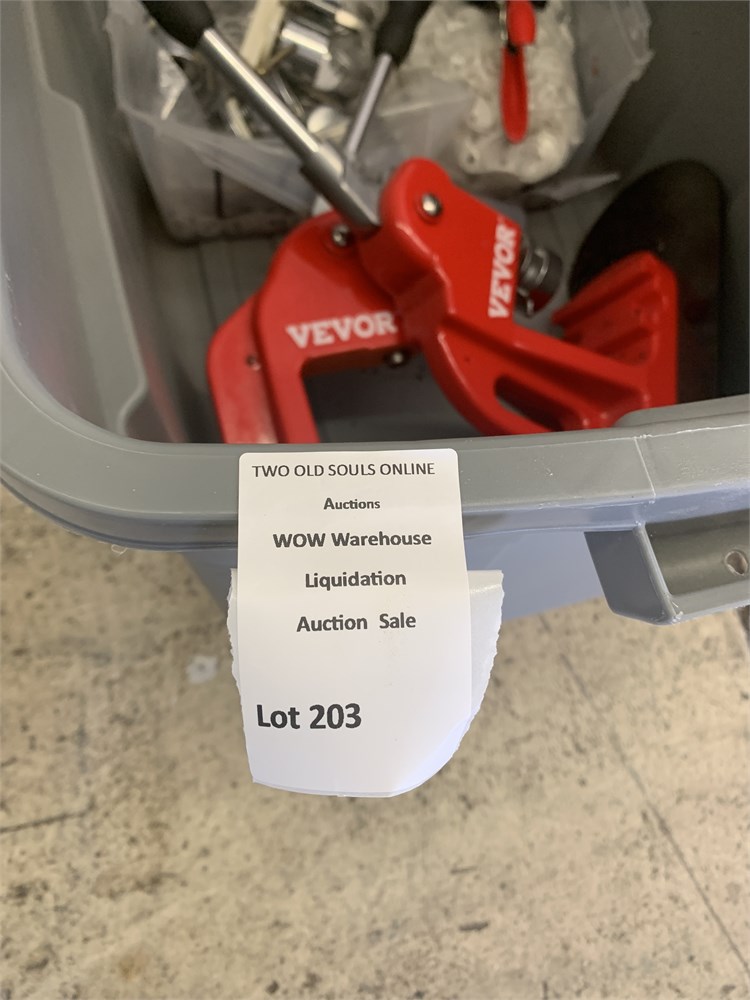 VEVOR
VEVOR
TWO OLD SOULS ONLINE
Auctions
WOW Warehouse
Liquidation
Auction Sale
Lot 203